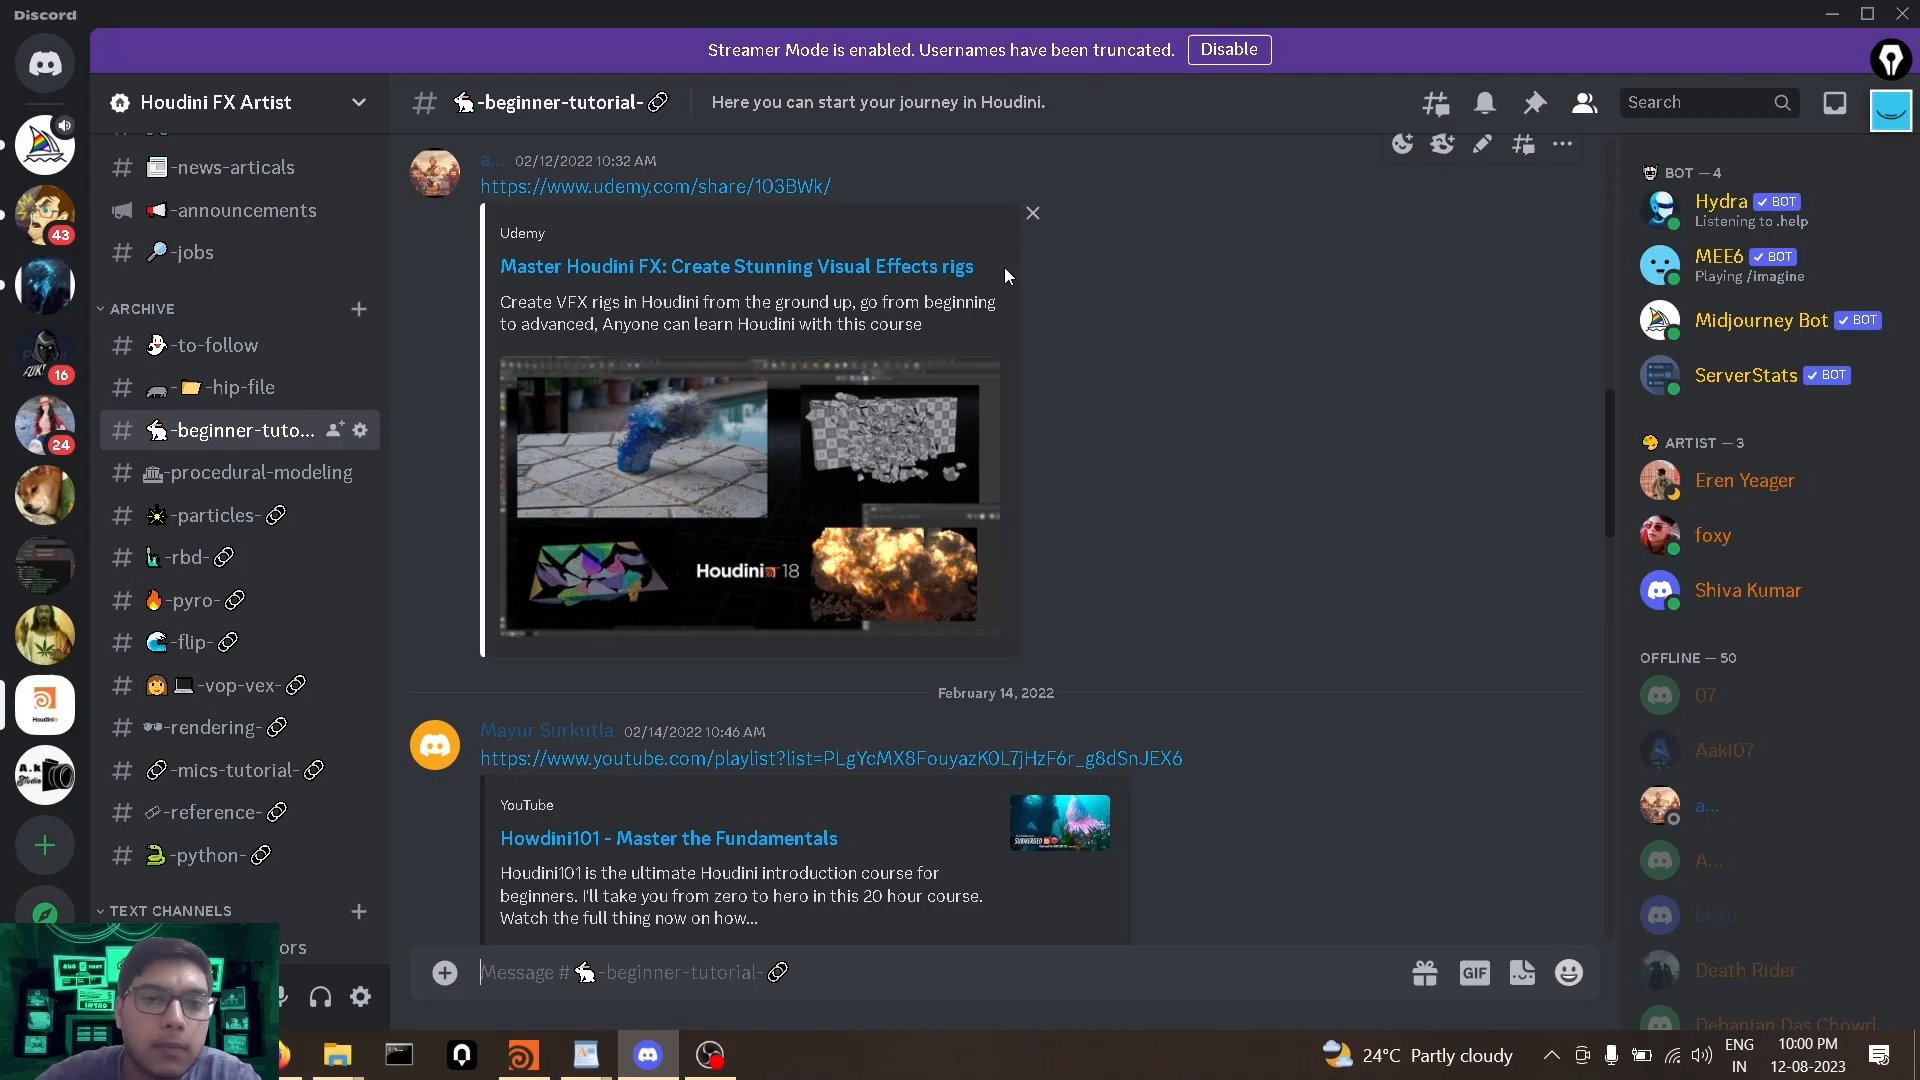 Discord
Streamer Mode is enabled. Usernames have been truncated. Disable
Houdini FX Artist
-beginner-tutorial-
Here you can start your journey in Houdini.
Search
-news-articals
-announcements
-jobs
43
16
24
ARCHIVE
-to-follow
- -hip-file
-beginner-tuto...
-procedural-modeling
-particles-
-rbd-
-pyro-
-flip-
-vop-vex-
-rendering-
-mics-tutorial-
-reference-
-python-
TEXT CHANNELS
ors
Houdini
A.k
a... 02/12/2022 10:32 AM
https://www.udemy.com/share/103BWk/
Udemy
Master Houdini FX: Create Stunning Visual Effects rigs
Create VFX rigs in Houdini from the ground up, go from beginning
to advanced, Anyone can learn Houdini with this course
Houdini 18
February 14, 2022
Mayur Surkutla 02/14/2022 10:46 AM
https://www.youtube.com/playlist?list=PLgYcMX8FouyazK0L7jHzF6r_g8dSnJEX6
YouTube
Howdini101 - Master the Fundamentals
Houdini101 is the ultimate Houdini introduction course for
beginners. I'll take you from zero to hero in this 20 hour course.
Watch the full thing now on how...
SUBMERGED
Message # -beginner-tutorial-
GIF
BOT — 4
Hydra BOT
Listening to .help
MEE6 BOT
Playing /imagine
Midjourney Bot BOT
ServerStats BOT
ARTIST — 3
Eren Yeager
foxy
Shiva Kumar
OFFLINE — 50
07
Aaki07
a...
A...
bittu
Death Rider
Debanjan Das Chowd...
INTRO
24°C Partly cloudy
ENG
IN
10:00 PM
12-08-2023